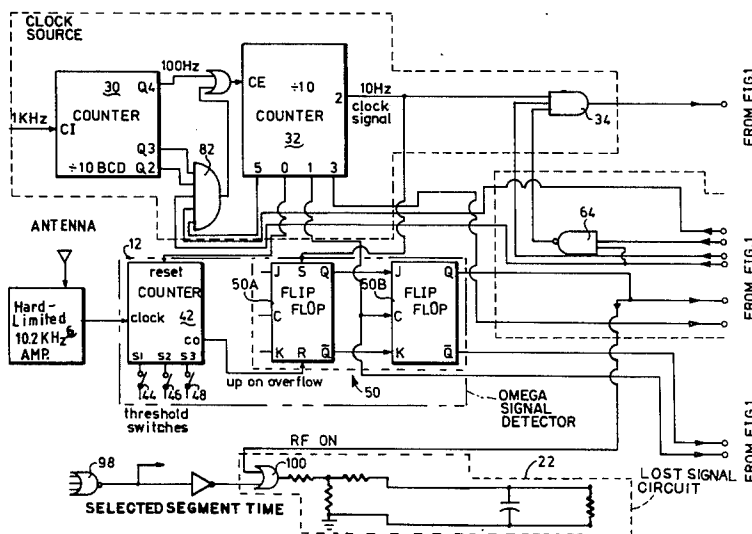 CLOCK
SOURCE
100Hz
30
Q4
COUNTER
1KHz
CI
Q3
÷10 BCD
Q2
82
CE
÷10
2
COUNTER
32
5 0 1 3
10Hz
clock
signal
34
FROM FIG.1
64
FROM FIG.1
ANTENNA
12
reset
COUNTER
clock
42
CO
S1 S2 S3
44 46 48
threshold
switches
Hard-
Limited
10.2 KHz
AMP.
6
up on overflow
50A
J S Q
FLIP
FLOP
C
K R Q̅
50B
J Q
FLIP
FLOP
C
K Q̅
50
OMEGA
SIGNAL
DETECTOR
FROM FIG.1
RF ON
22
98
100
LOST SIGNAL
CIRCUIT
SELECTED SEGMENT TIME